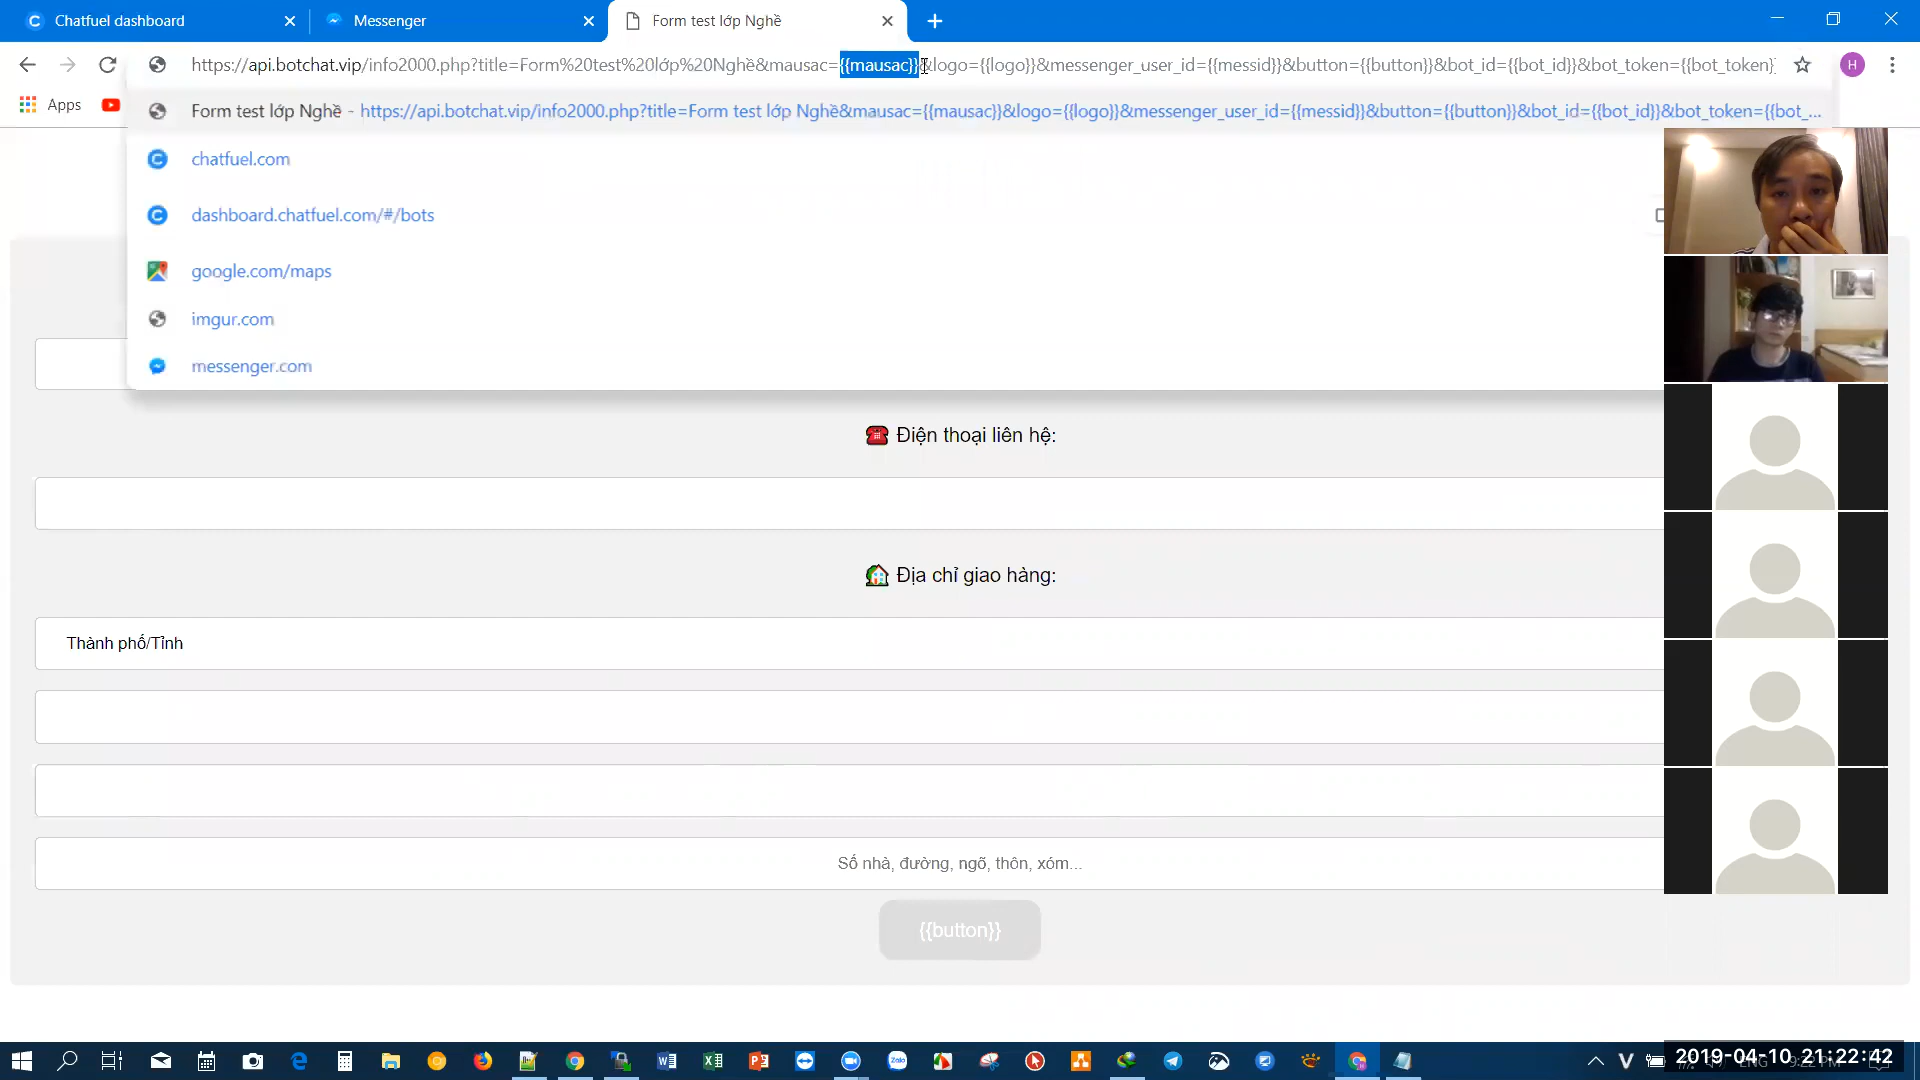 Chatfuel dashboard
Messenger
Form test lớp Nghề
https://api.botchat.vip/info2000.php?title=Form%20test%20lớp%20Nghề&mausac={{mausac}}&logo={{logo}}&messenger_user_id={{messid}}&button={{button}}&bot_id={{bot_id}}&bot_token={{bot_token}
H
Apps
Form test lớp Nghề - https://api.botchat.vip/info2000.php?title=Form test lớp Nghề&mausac={{mausac}}&logo={{logo}}&messenger_user_id={{messid}}&button={{button}}&bot_id={{bot_id}}&bot_token={{bot_...
chatfuel.com
dashboard.chatfuel.com/#/bots
google.com/maps
imgur.com
messenger.com
Điện thoại liên hệ:
Địa chỉ giao hàng:
Thành phố/Tỉnh
Số nhà, đường, ngõ, thôn, xóm...
{{button}}
2019-04-10 21:22:42